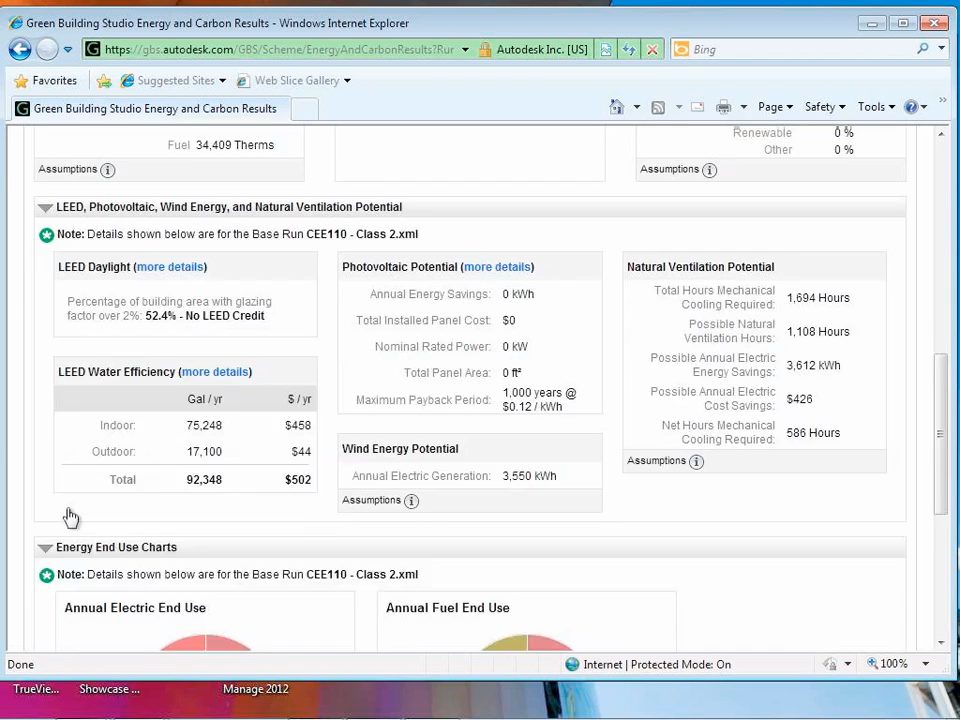 Green Building Studio Energy and Carbon Results - Windows Internet Explorer
https://gbs.autodesk.com/GBS/Scheme/EnergyAndCarbonResults?Rur
Autodesk Inc. [US]
Bing
Favorites
Suggested Sites
Web Slice Gallery
Green Building Studio Energy and Carbon Results
Page
Safety
Tools
Fuel 34,409 Therms
Assumptions
Renewable 0 %
Other 0 %
Assumptions
LEED, Photovoltaic, Wind Energy, and Natural Ventilation Potential
Note: Details shown below are for the Base Run CEE110 - Class 2.xml
LEED Daylight (more details)
Percentage of building area with glazing
factor over 2%: 52.4% - No LEED Credit
LEED Water Efficiency (more details)
Gal / yr $ / yr
Indoor: 75,248 $458
Outdoor: 17,100 $44
Total 92,348 $502
Photovoltaic Potential (more details)
Annual Energy Savings: 0 kWh
Total Installed Panel Cost: $0
Nominal Rated Power: 0 kW
Total Panel Area: 0 ft²
Maximum Payback Period: 1,000 years @
$0.12 / kWh
Wind Energy Potential
Annual Electric Generation: 3,550 kWh
Assumptions
Natural Ventilation Potential
Total Hours Mechanical
Cooling Required: 1,694 Hours
Possible Natural
Ventilation Hours: 1,108 Hours
Possible Annual Electric
Energy Savings: 3,612 kWh
Possible Annual Electric
Cost Savings: $426
Net Hours Mechanical
Cooling Required: 586 Hours
Assumptions
Energy End Use Charts
Note: Details shown below are for the Base Run CEE110 - Class 2.xml
Annual Electric End Use
Annual Fuel End Use
Done
Internet | Protected Mode: On
100%
TrueVie...
Showcase ...
Manage 2012